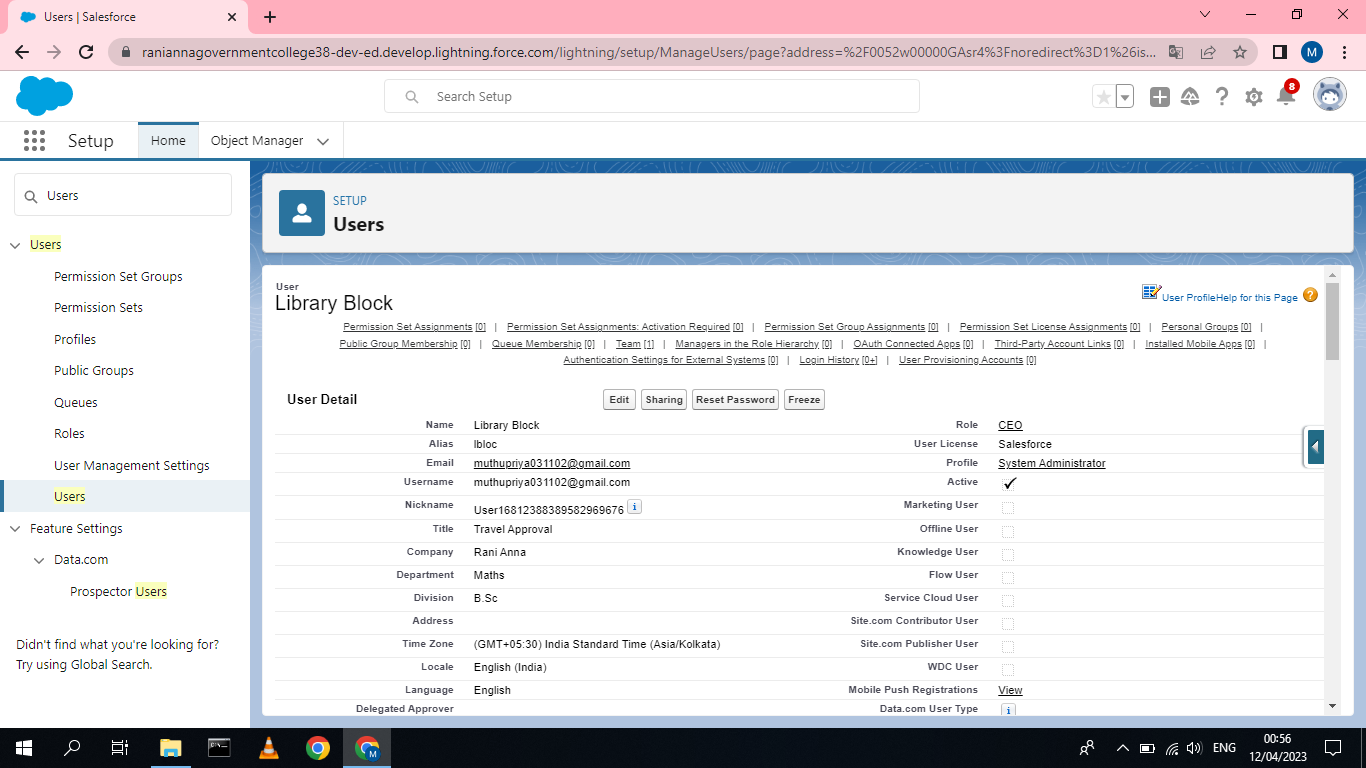 Users | Salesforce
raniannagovernmentcollege38-dev-ed.develop.lightning.force.com/lightning/setup/ManageUsers/page?address=%2F0052w00000GAsr4%3Fnoredirect%3D1%26is...
M
Search Setup
8
Setup
Home
Object Manager
Users
Users
Permission Set Groups
Permission Sets
Profiles
Public Groups
Queues
Roles
User Management Settings
Users
Feature Settings
Data.com
Prospector Users
Didn't find what you're looking for?
Try using Global Search.
SETUP
Users
User
Library Block
User Profile Help for this Page ?
Permission Set Assignments [0] | Permission Set Assignments: Activation Required [0] | Permission Set Group Assignments [0] | Permission Set License Assignments [0] | Personal Groups [0] |
Public Group Membership [0] | Queue Membership [0] | Team [1] | Managers in the Role Hierarchy [0] | OAuth Connected Apps [0] | Third-Party Account Links [0] | Installed Mobile Apps [0] |
Authentication Settings for External Systems [0] | Login History [0+] | User Provisioning Accounts [0]
User Detail
Edit Sharing Reset Password Freeze
Name Library Block Role CEO
Alias lbloc User License Salesforce
Email muthupriya031102@gmail.com Profile System Administrator
Username muthupriya031102@gmail.com Active
Nickname User16812388389582969676 i Marketing User
Title Travel Approval Offline User
Company Rani Anna Knowledge User
Department Maths Flow User
Division B.Sc Service Cloud User
Address Site.com Contributor User
Time Zone (GMT+05:30) India Standard Time (Asia/Kolkata) Site.com Publisher User
Locale English (India) WDC User
Language English Mobile Push Registrations View
Delegated Approver Data.com User Type i
M
ENG
00:56
12/04/2023